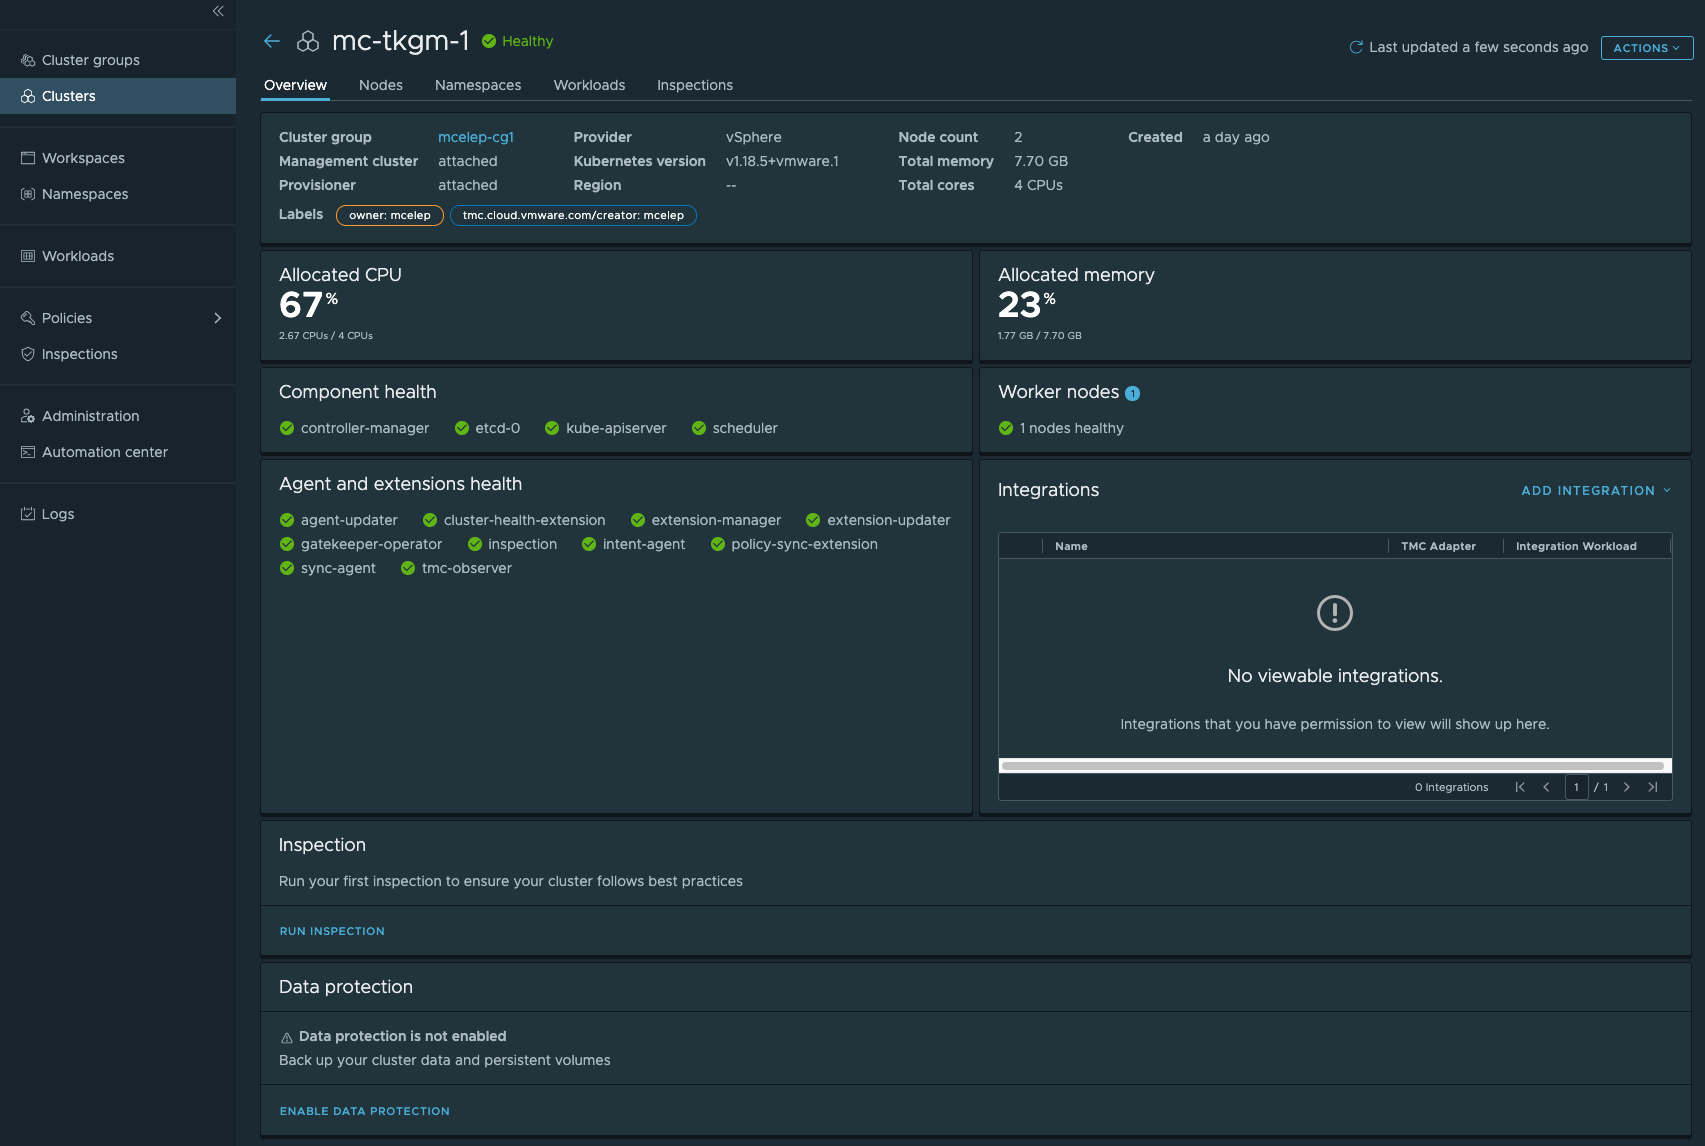 Cluster groups
Clusters
Workspaces
Namespaces
Workloads
Policies
Inspections
Administration
Automation center
Logs
mc-tkgm-1 Healthy
Last updated a few seconds ago ACTIONS
Overview Nodes Namespaces Workloads Inspections
Cluster group mcelep-cg1 Provider vSphere Node count 2 Created a day ago
Management cluster attached Kubernetes version v1.18.5+vmware.1 Total memory 7.70 GB
Provisioner attached Region -- Total cores 4 CPUs
Labels owner: mcelep tmc.cloud.vmware.com/creator: mcelep
Allocated CPU
67%
2.67 CPUs / 4 CPUs
Allocated memory
23%
1.77 GB / 7.70 GB
Component health
controller-manager etcd-0 kube-apiserver scheduler
Worker nodes 1
1 nodes healthy
Agent and extensions health
agent-updater cluster-health-extension extension-manager extension-updater
gatekeeper-operator inspection intent-agent policy-sync-extension
sync-agent tmc-observer
Integrations ADD INTEGRATION
Name TMC Adapter Integration Workload
No viewable integrations.
Integrations that you have permission to view will show up here.
0 Integrations 1 / 1
Inspection
Run your first inspection to ensure your cluster follows best practices
RUN INSPECTION
Data protection
Data protection is not enabled
Back up your cluster data and persistent volumes
ENABLE DATA PROTECTION